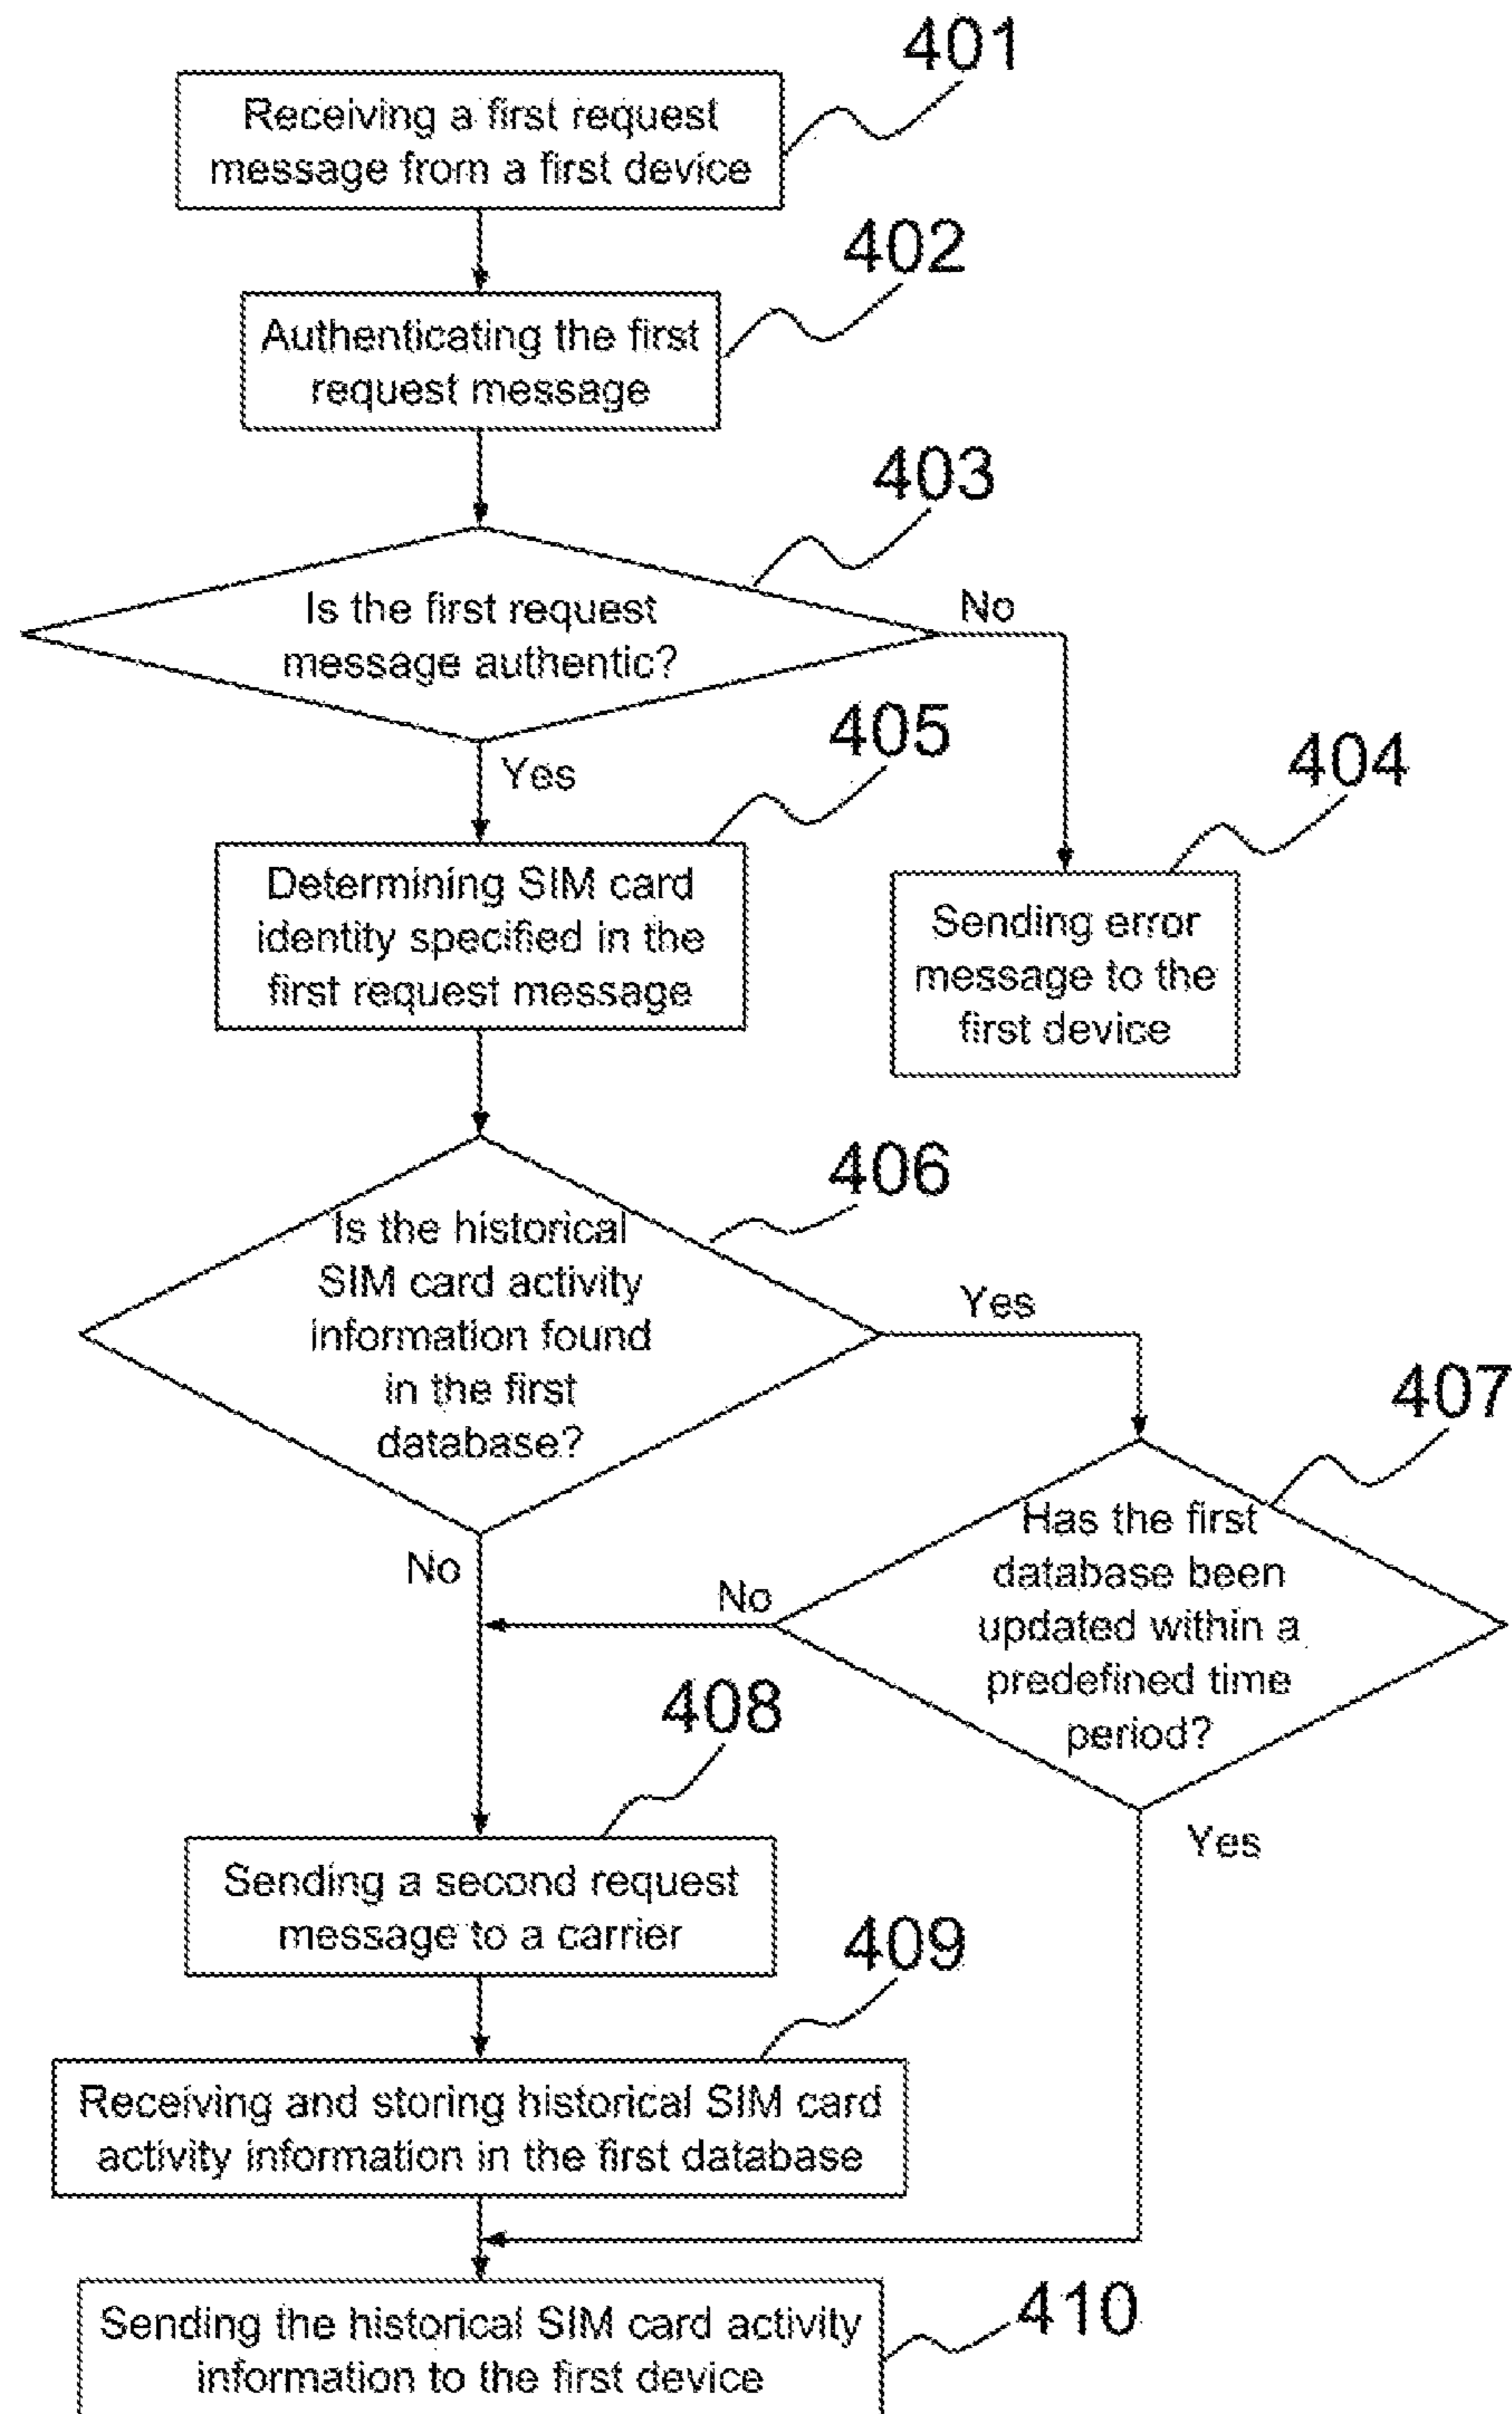 401
Receiving a first request
message from a first device
402
Authenticating the first
request message
403
Is the first request
message authentic?
No
Yes
405
404
Determining SIM card
identity specified in the
first request message
Sending error
message to the
first device
406
Is the historical
SIM card activity
information found
in the first
database?
Yes
No
407
Has the first
database been
updated within a
predefined time
period?
No
Yes
408
Sending a second request
message to a carrier
409
Receiving and storing historical SIM card
activity information in the first database
410
Sending the historical SIM card activity
information to the first device